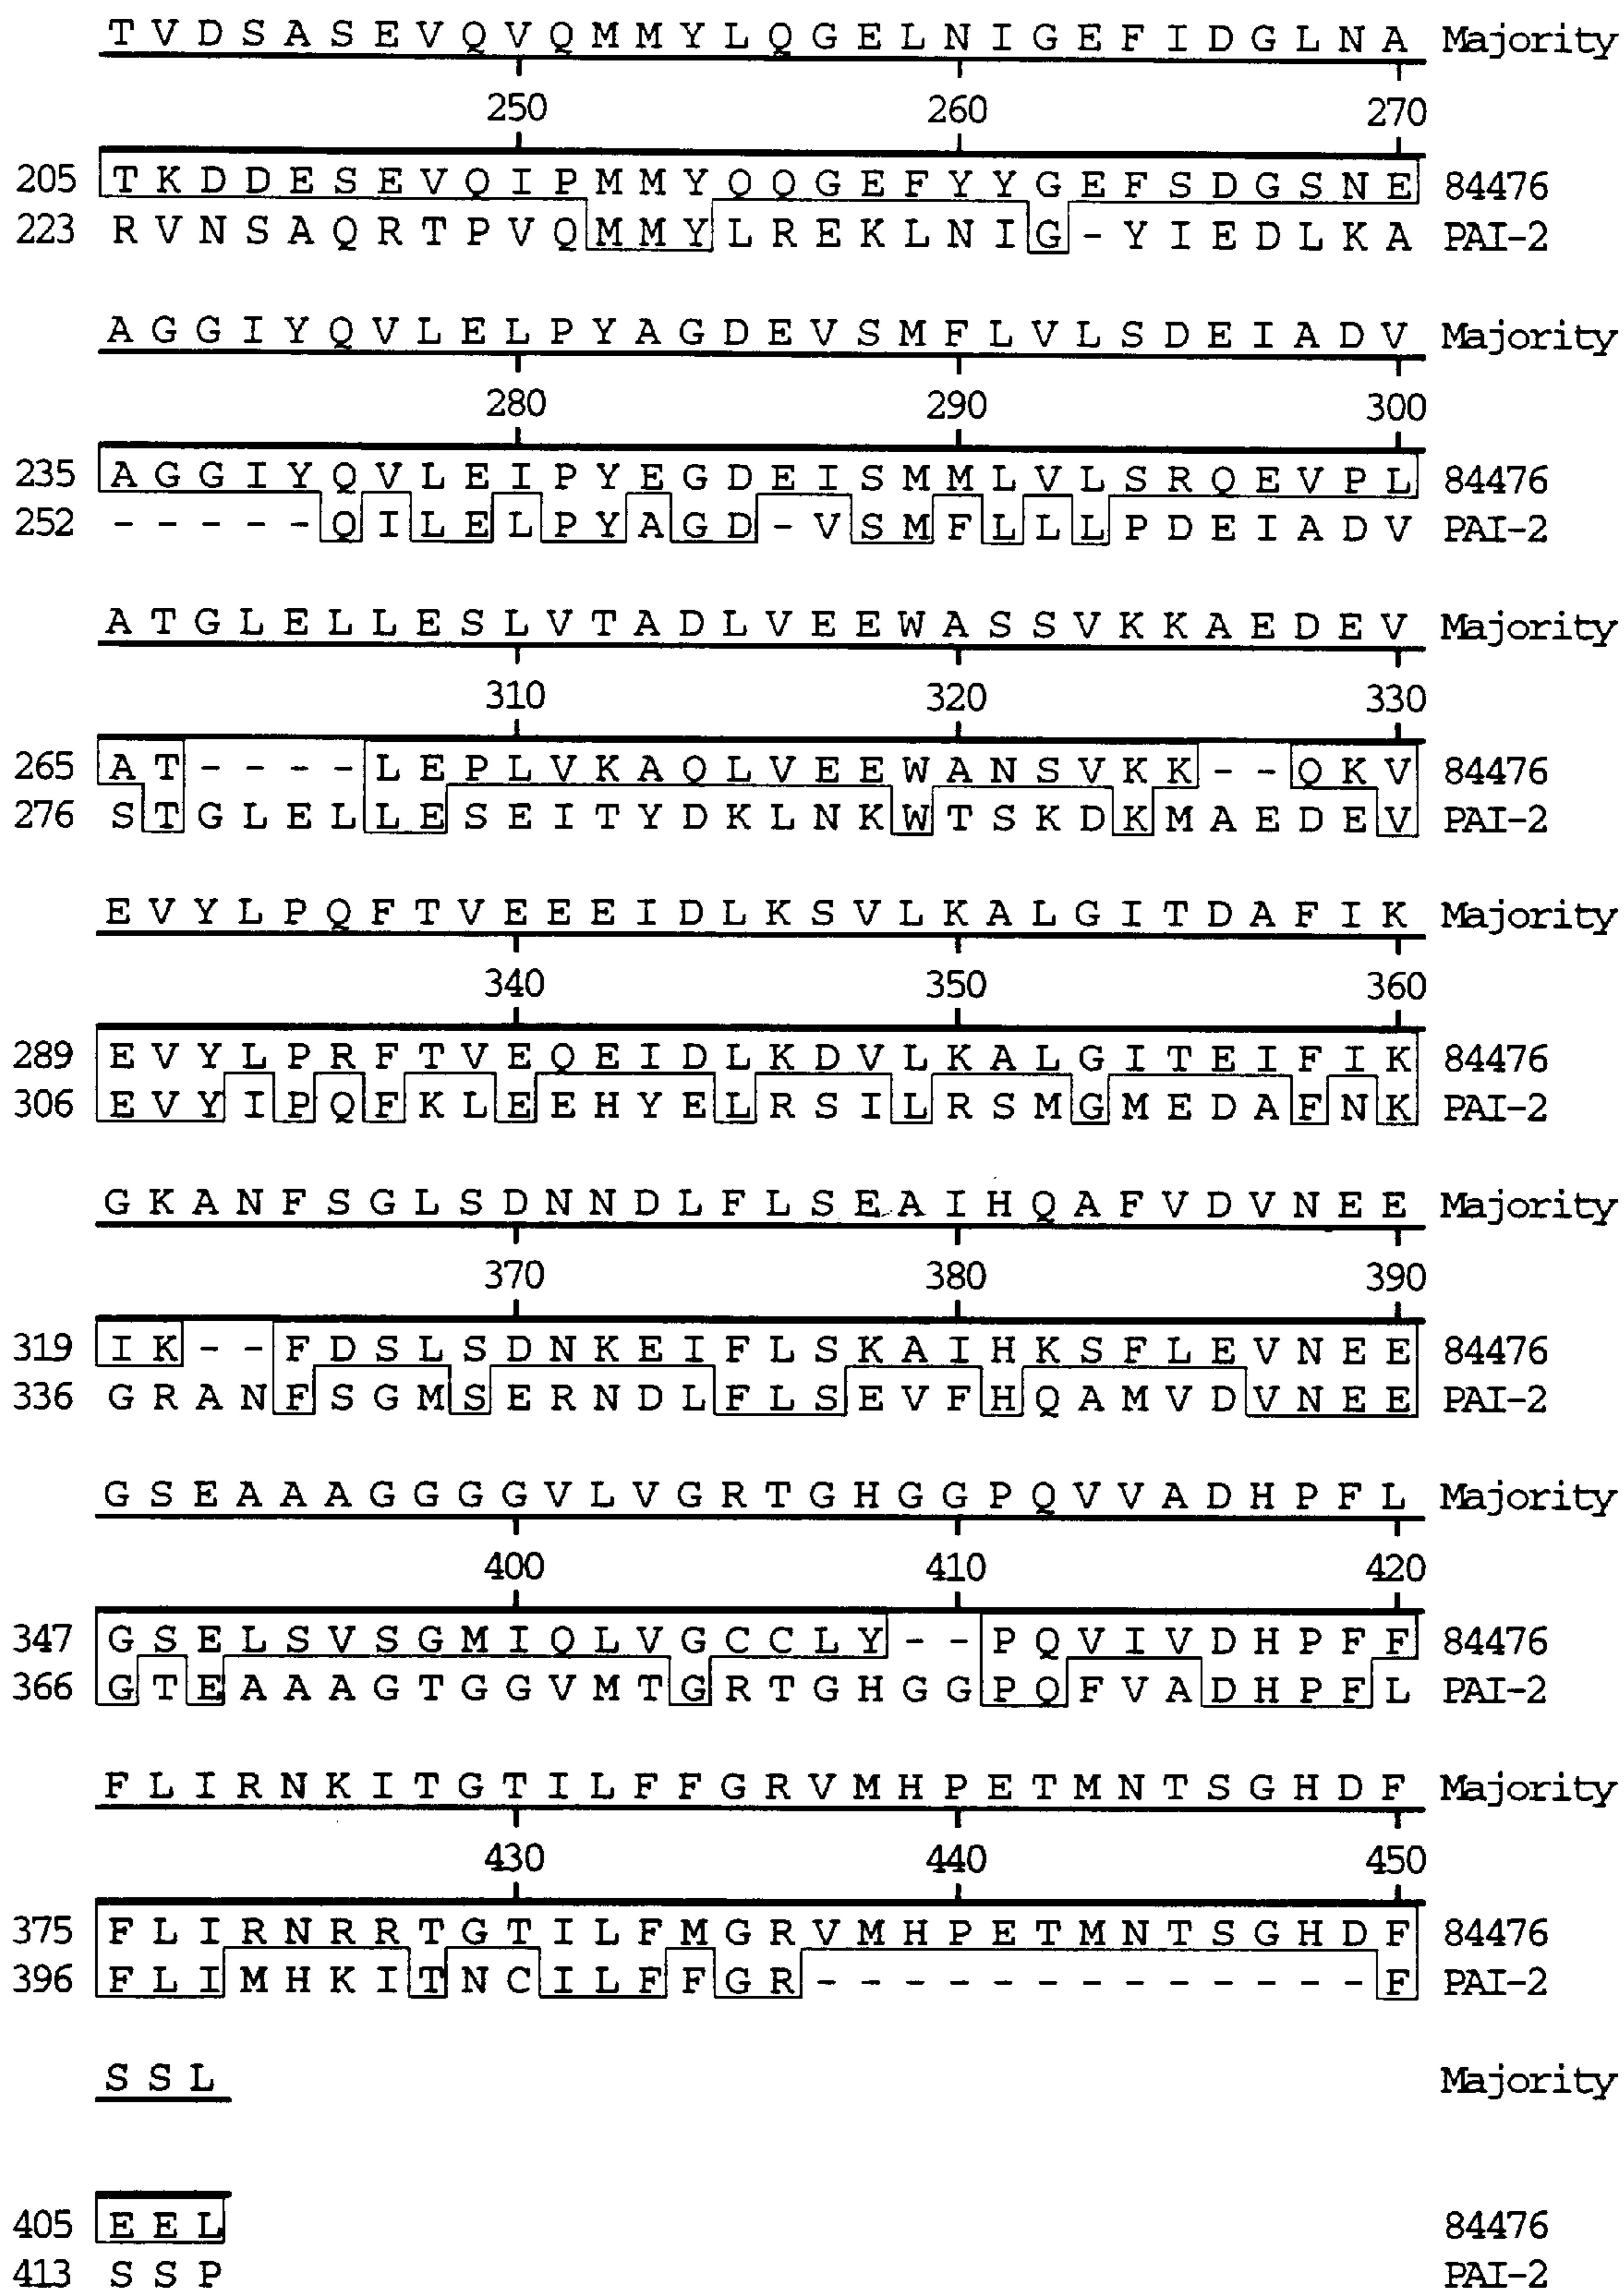 T V D S A S E V Q V Q M M Y L Q G E L N I G E F I D G L N A Majority
250 260 270
205 T K D D E S E V Q I P M M Y Q Q G E F Y Y G E F S D G S N E 84476
223 R V N S A Q R T P V Q M M Y L R E K L N I G - Y I E D L K A PAI-2
A G G I Y Q V L E L P Y A G D E V S M F L V L S D E I A D V Majority
280 290 300
235 A G G I Y Q V L E I P Y E G D E I S M M L V L S R Q E V P L 84476
252 - - - - - Q I L E L P Y A G D - V S M F L L L P D E I A D V PAI-2
A T G L E L L E S L V T A D L V E E W A S S V K K A E D E V Majority
310 320 330
265 A T - - - - L E P L V K A Q L V E E W A N S V K K - - Q K V 84476
276 S T G L E L L E S E I T Y D K L N K W T S K D K M A E D E V PAI-2
E V Y L P Q F T V E E E I D L K S V L K A L G I T D A F I K Majority
340 350 360
289 E V Y L P R F T V E Q E I D L K D V L K A L G I T E I F I K 84476
306 E V Y I P Q F K L E E H Y E L R S I L R S M G M E D A F N K PAI-2
G K A N F S G L S D N N D L F L S E A I H Q A F V D V N E E Majority
370 380 390
319 I K - - F D S L S D N K E I F L S K A I H K S F L E V N E E 84476
336 G R A N F S G M S E R N D L F L S E V F H Q A M V D V N E E PAI-2
G S E A A A G G G G V L V G R T G H G G P Q V V A D H P F L Majority
400 410 420
347 G S E L S V S G M I Q L V G C C L Y - - P Q V I V D H P F F 84476
366 G T E A A A G T G G V M T G R T G H G G P Q F V A D H P F L PAI-2
F L I R N K I T G T I L F F G R V M H P E T M N T S G H D F Majority
430 440 450
375 F L I R N R R T G T I L F M G R V M H P E T M N T S G H D F 84476
396 F L I M H K I T N C I L F F G R - - - - - - - - - - - - - F PAI-2
S S L Majority
405 E E L 84476
413 S S P PAI-2